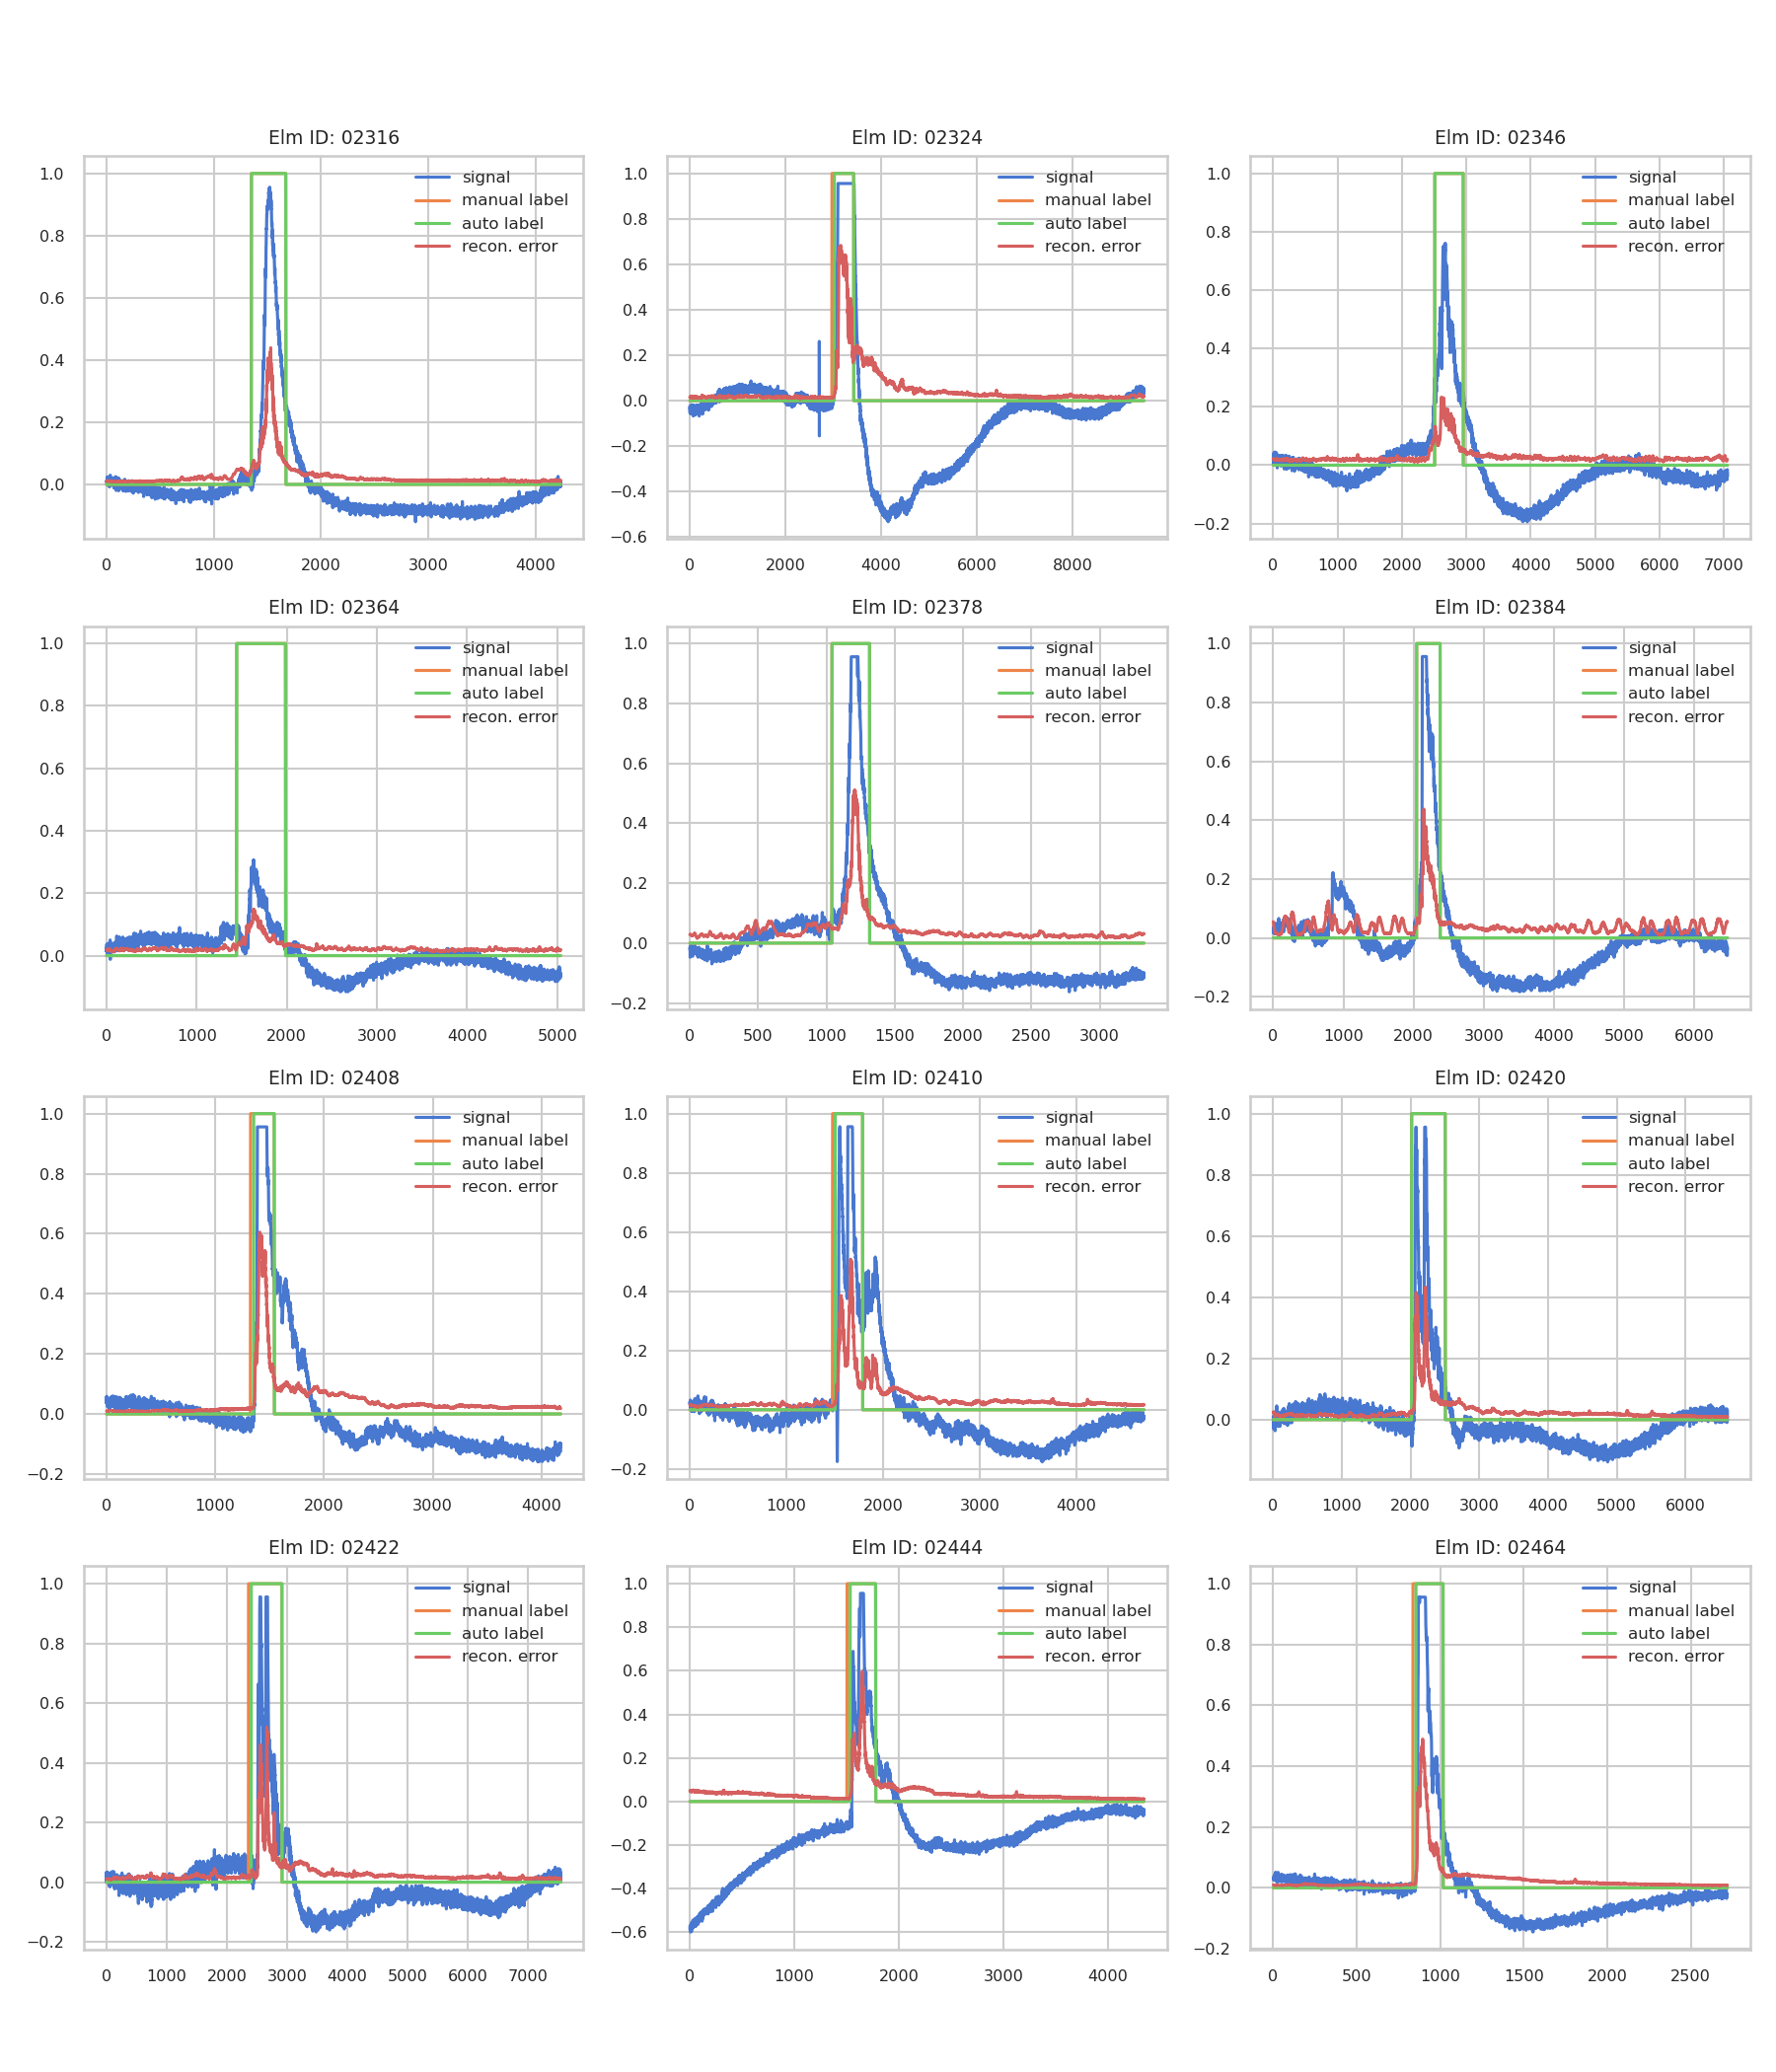 Elm ID: 02316
1.0
0.8
0.6
0.4
0.2
0.0
signal
manual label
auto label
recon. error
0 1000 2000 3000 4000
Elm ID: 02324
1.0
0.8
0.6
0.4
0.2
0.0
−0.2
−0.4
−0.6
signal
manual label
auto label
recon. error
0 2000 4000 6000 8000
Elm ID: 02346
1.0
0.8
0.6
0.4
0.2
0.0
−0.2
signal
manual label
auto label
recon. error
0 1000 2000 3000 4000 5000 6000 7000
Elm ID: 02364
1.0
0.8
0.6
0.4
0.2
0.0
signal
manual label
auto label
recon. error
0 1000 2000 3000 4000 5000
Elm ID: 02378
1.0
0.8
0.6
0.4
0.2
0.0
−0.2
signal
manual label
auto label
recon. error
0 500 1000 1500 2000 2500 3000
Elm ID: 02384
1.0
0.8
0.6
0.4
0.2
0.0
−0.2
signal
manual label
auto label
recon. error
0 1000 2000 3000 4000 5000 6000
Elm ID: 02408
1.0
0.8
0.6
0.4
0.2
0.0
−0.2
signal
manual label
auto label
recon. error
0 1000 2000 3000 4000
Elm ID: 02410
1.0
0.8
0.6
0.4
0.2
0.0
−0.2
signal
manual label
auto label
recon. error
0 1000 2000 3000 4000
Elm ID: 02420
1.0
0.8
0.6
0.4
0.2
0.0
signal
manual label
auto label
recon. error
0 1000 2000 3000 4000 5000 6000
Elm ID: 02422
1.0
0.8
0.6
0.4
0.2
0.0
−0.2
signal
manual label
auto label
recon. error
0 1000 2000 3000 4000 5000 6000 7000
Elm ID: 02444
1.0
0.8
0.6
0.4
0.2
0.0
−0.2
−0.4
−0.6
signal
manual label
auto label
recon. error
0 1000 2000 3000 4000
Elm ID: 02464
1.0
0.8
0.6
0.4
0.2
0.0
−0.2
signal
manual label
auto label
recon. error
0 500 1000 1500 2000 2500